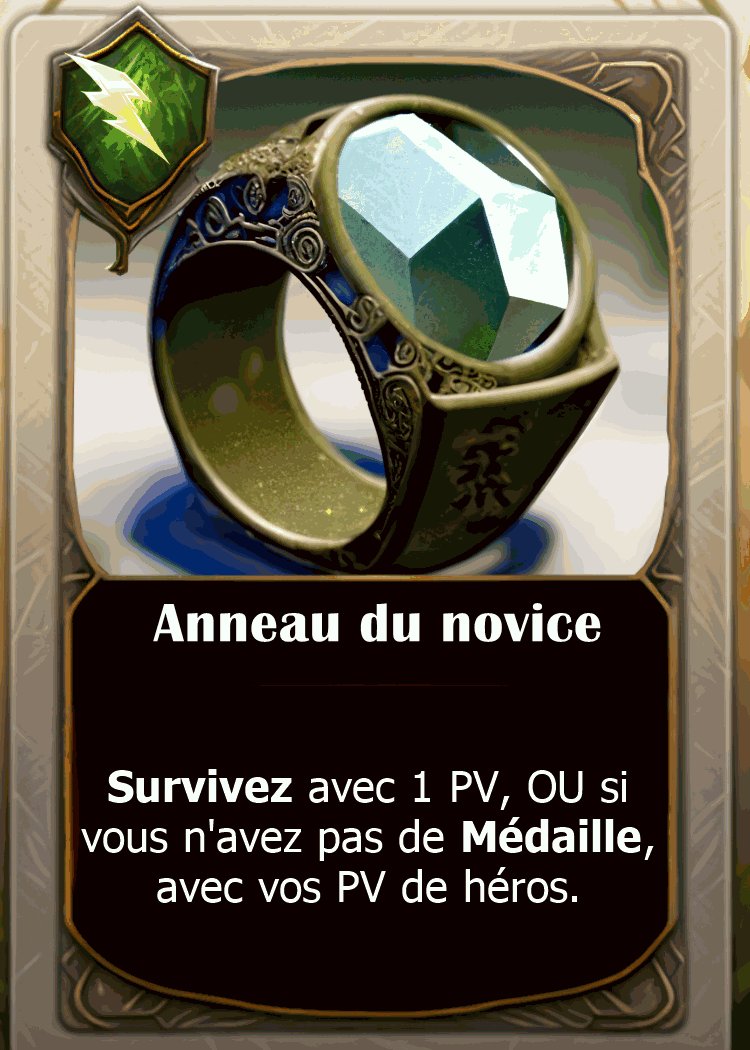 Anneau du novice
Survivez avec 1 PV, OU si
vous n'avez pas de Médaille,
avec vos PV de héros.